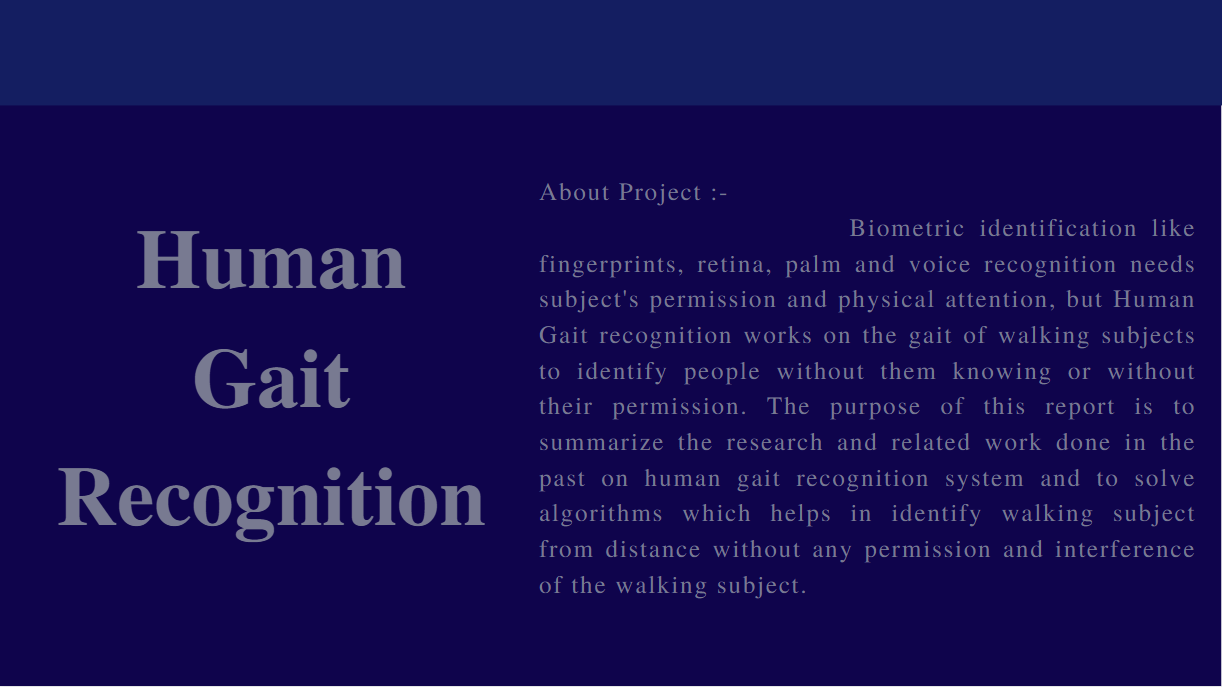 Human
Gait
Recognition
About Project :-
Biometric identification like
fingerprints, retina, palm and voice recognition needs
subject's permission and physical attention, but Human
Gait recognition works on the gait of walking subjects
to identify people without them knowing or without
their permission. The purpose of this report is to
summarize the research and related work done in the
past on human gait recognition system and to solve
algorithms which helps in identify walking subject
from distance without any permission and interference
of the walking subject.